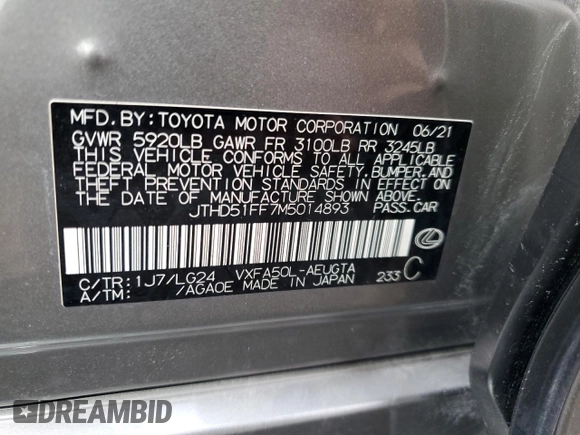 MFD. BY: TOYOTA MOTOR CORPORATION 06/21
GVWR 5920LB GAWR FR 3100LB RR 3245LB
THIS VEHICLE CONFORMS TO ALL APPLICABLE
FEDERAL MOTOR VEHICLE SAFETY, BUMPER, AND
THEFT PREVENTION STANDARDS IN EFFECT ON
THE DATE OF MANUFACTURE SHOWN ABOVE.
JTHD51FF7M5014893 PASS.CAR
C/TR: 1J7/LG24 VXFA50L-AEUGTA 233 C
A/TM: /AGA0E MADE IN JAPAN
DREAMBID